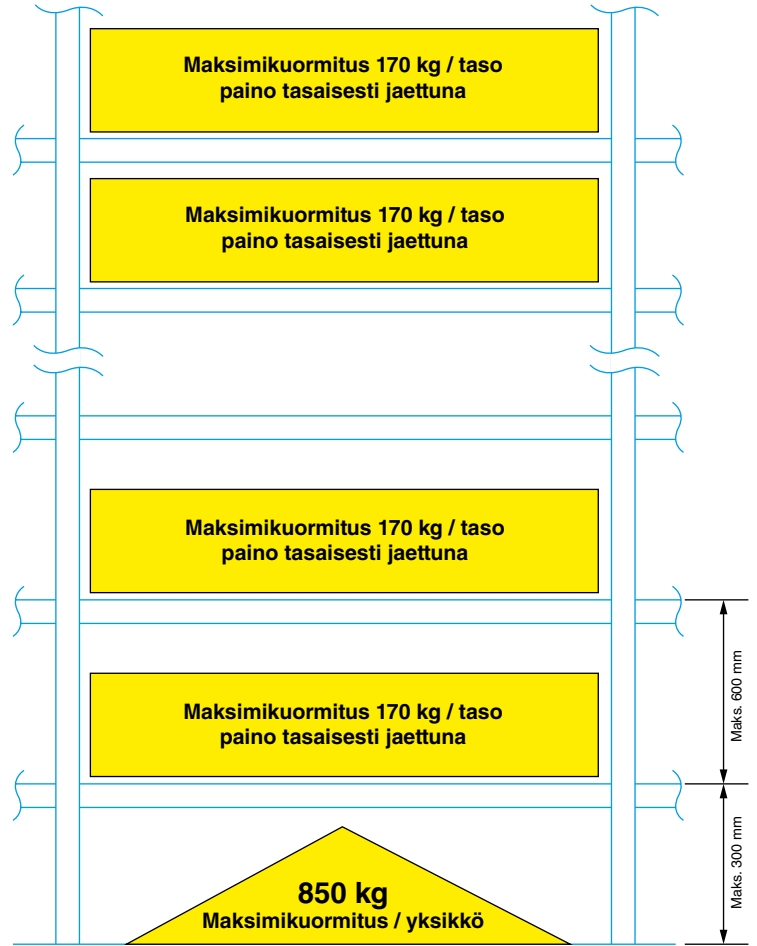 Maksimikuormitus 170 kg / taso
paino tasaisesti jaettuna
Maksimikuormitus 170 kg / taso
paino tasaisesti jaettuna
Maksimikuormitus 170 kg / taso
paino tasaisesti jaettuna
Maks. 600 mm
Maksimikuormitus 170 kg / taso
paino tasaisesti jaettuna
Maks. 300 mm
850 kg
Maksimikuormitus / yksikkö